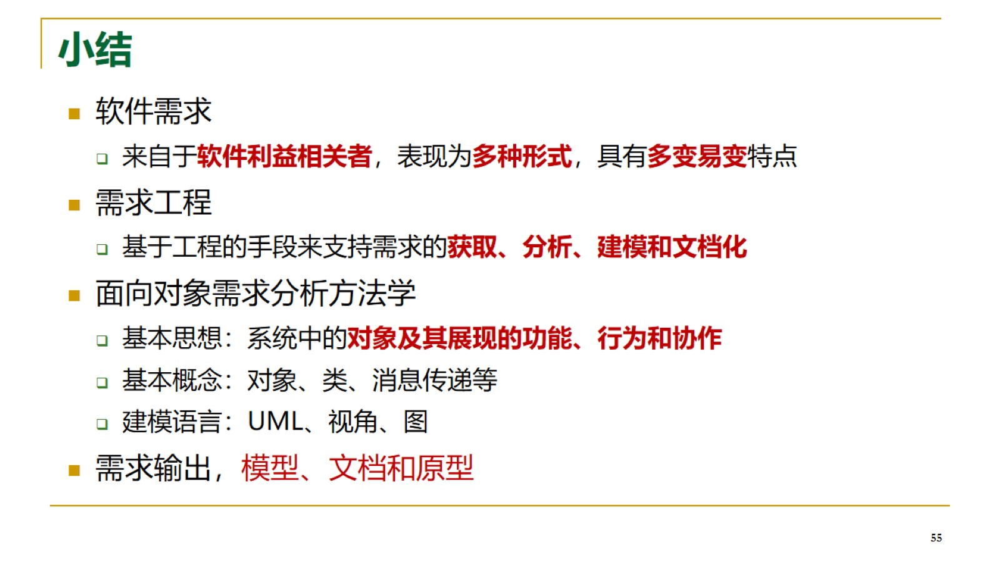 小结
软件需求
来自于软件利益相关者，表现为多种形式，具有多变易变特点
需求工程
基于工程的手段来支持需求的获取、分析、建模和文档化
面向对象需求分析方法学
基本思想：系统中的对象及其展现的功能、行为和协作
基本概念：对象、类、消息传递等
建模语言：UML、视角、图
需求输出，模型、文档和原型
55